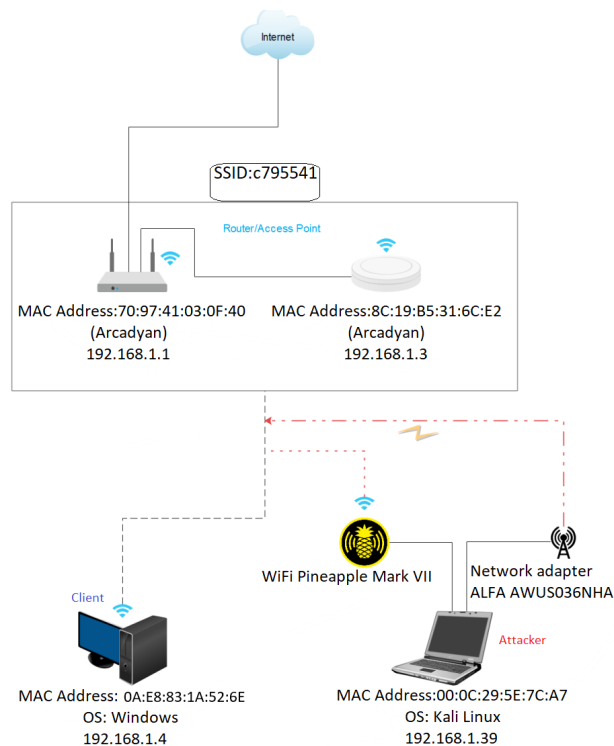 Internet
SSID:c795541
Router/Access Point
MAC Address:70:97:41:03:0F:40
(Arcadyan)
192.168.1.1
MAC Address:8C:19:B5:31:6C:E2
(Arcadyan)
192.168.1.3
WiFi Pineapple Mark VII
Network adapter
ALFA AWUS036NHA
Client
Attacker
MAC Address: 0A:E8:83:1A:52:6E
OS: Windows
192.168.1.4
MAC Address:00:0C:29:5E:7C:A7
OS: Kali Linux
192.168.1.39